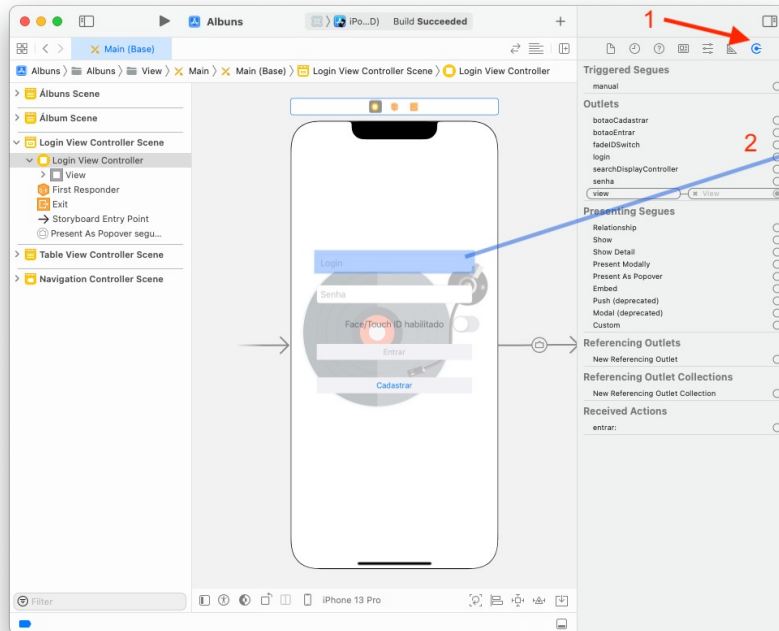 Albuns
iPo...D) Build Succeeded
1
Main (Base)
Albuns Albuns View Main Main (Base) Login View Controller Scene Login View Controller
Álbuns Scene
Álbum Scene
Login View Controller Scene
Login View Controller
View
First Responder
Exit
Storyboard Entry Point
Present As Popover segu...
Table View Controller Scene
Navigation Controller Scene
Filter
Login
Senha
Face/Touch ID habilitado
Entrar
Cadastrar
iPhone 13 Pro
Triggered Segues
manual
Outlets
botaoCadastrar
botaoEntrar
fadeIDSwitch
2
login
searchDisplayController
senha
view View
Presenting Segues
Relationship
Show
Show Detail
Present Modally
Present As Popover
Embed
Push (deprecated)
Modal (deprecated)
Custom
Referencing Outlets
New Referencing Outlet
Referencing Outlet Collections
New Referencing Outlet Collection
Received Actions
entrar: